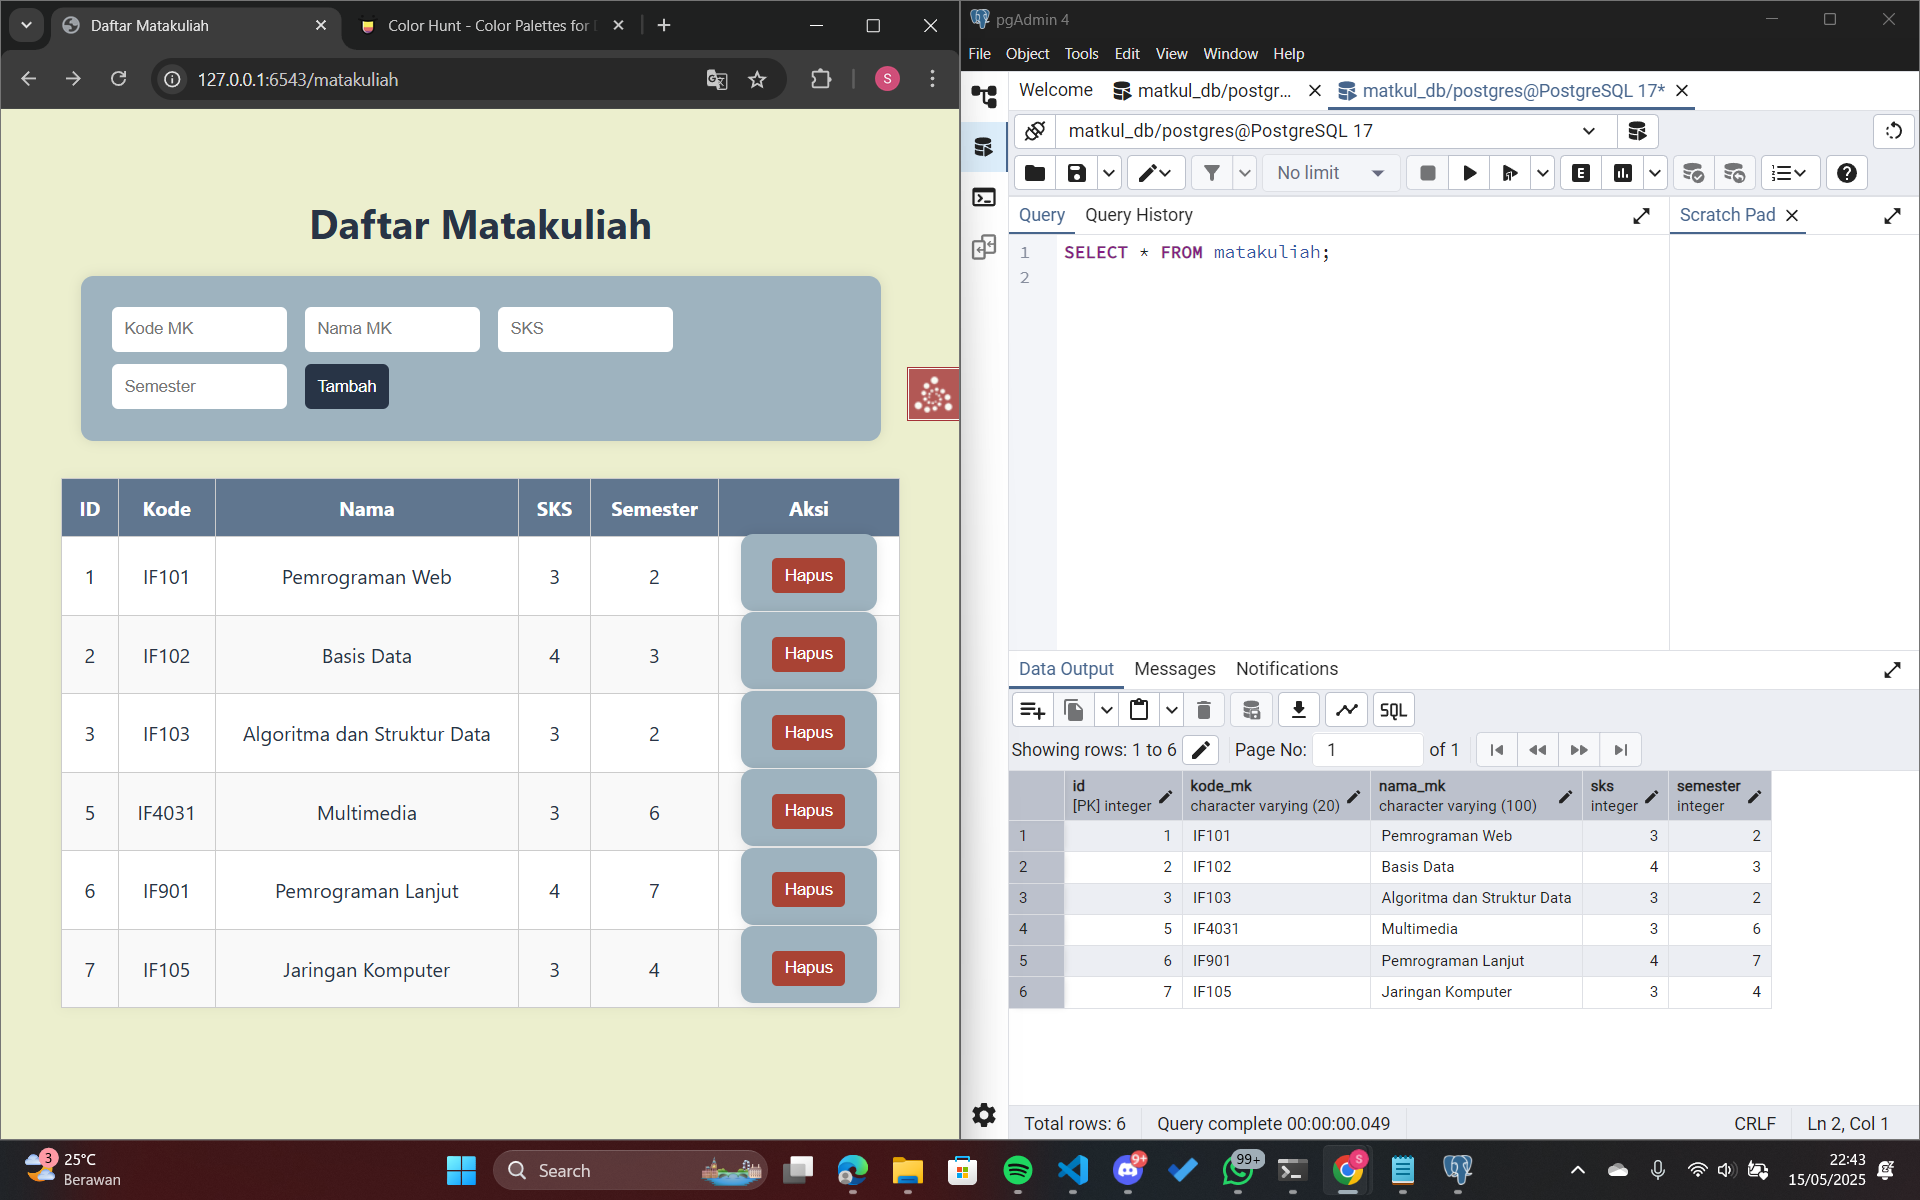 Daftar Matakuliah
Color Hunt - Color Palettes for
127.0.0.1:6543/matakuliah
S
Daftar Matakuliah
Kode MK
Nama MK
SKS
Semester
Tambah
ID Kode Nama SKS Semester Aksi
1 IF101 Pemrograman Web 3 2 Hapus
2 IF102 Basis Data 4 3 Hapus
3 IF103 Algoritma dan Struktur Data 3 2 Hapus
5 IF4031 Multimedia 3 6 Hapus
6 IF901 Pemrograman Lanjut 4 7 Hapus
7 IF105 Jaringan Komputer 3 4 Hapus
pgAdmin 4
File Object Tools Edit View Window Help
Welcome
matkul_db/postgr...
matkul_db/postgres@PostgreSQL 17*
matkul_db/postgres@PostgreSQL 17
No limit
E
Query
Query History
Scratch Pad
1 SELECT * FROM matakuliah;
2
Data Output Messages Notifications
SQL
Showing rows: 1 to 6
Page No: 1 of 1
id kode_mk nama_mk sks semester
[PK] integer character varying (20) character varying (100) integer integer
1 1 IF101 Pemrograman Web 3 2
2 2 IF102 Basis Data 4 3
3 3 IF103 Algoritma dan Struktur Data 3 2
4 5 IF4031 Multimedia 3 6
5 6 IF901 Pemrograman Lanjut 4 7
6 7 IF105 Jaringan Komputer 3 4
Total rows: 6
Query complete 00:00:00.049
CRLF
Ln 2, Col 1
3
25°C
Berawan
Search
9+
99+
S
22:43
15/05/2025